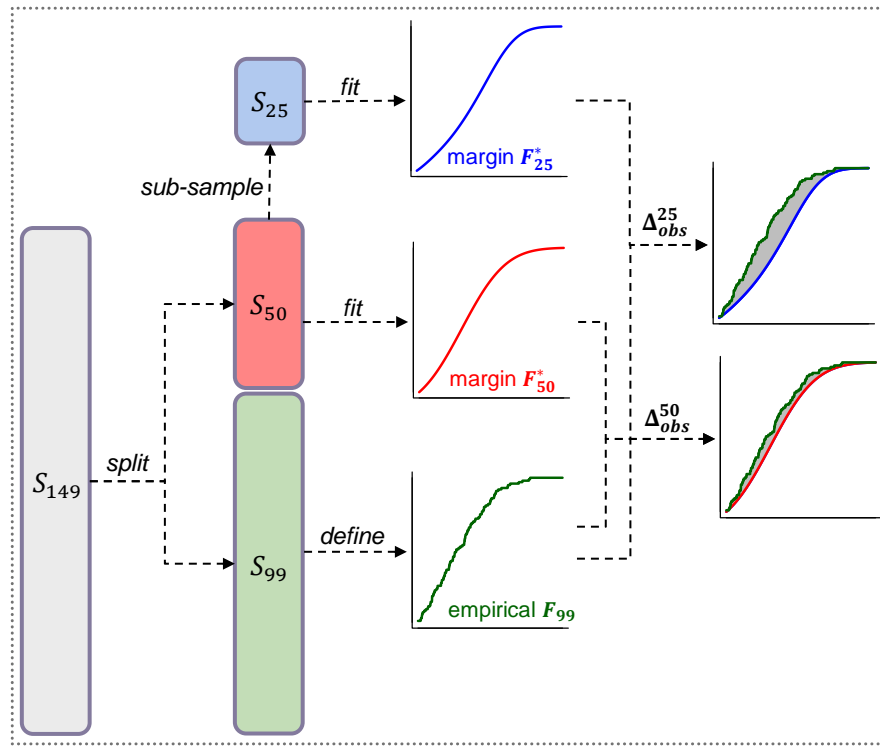 S₂₅
fit
margin F*₂₅
sub-sample
Δ²⁵obs
S₅₀
fit
margin F*₅₀
Δ⁵⁰obs
S₁₄₉
split
S₉₉
define
empirical F₉₉